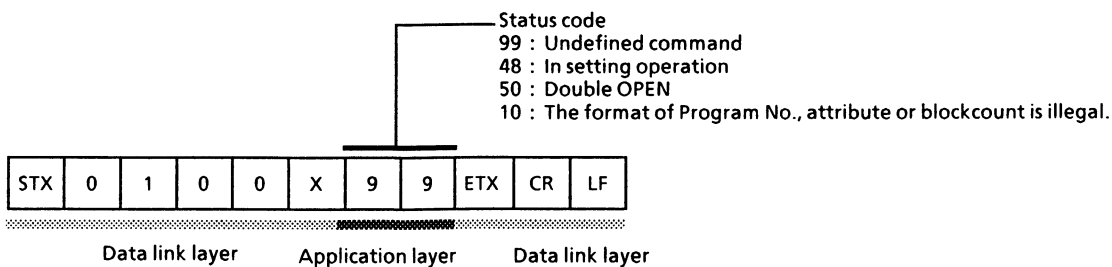 Status code
99 : Undefined command
48 : In setting operation
50 : Double OPEN
10 : The format of Program No., attribute or blockcount is illegal.
STX 0 1 0 0 X 9 9 ETX CR LF
Data link layer Application layer Data link layer